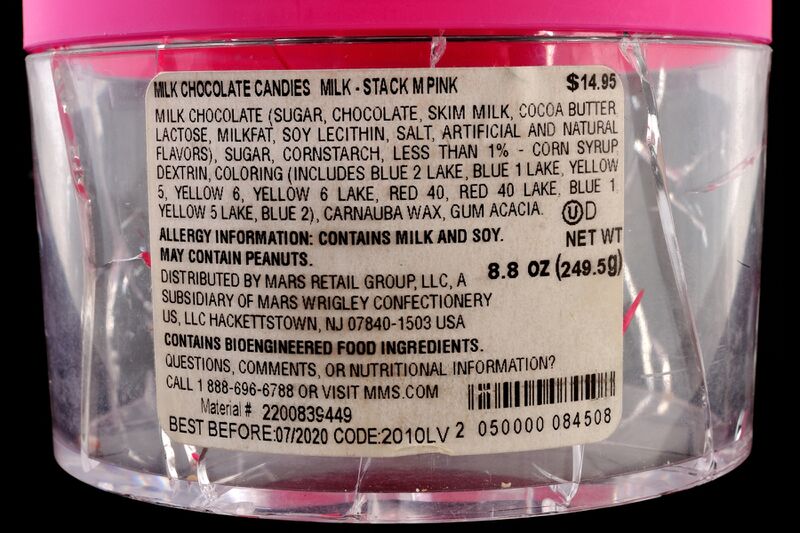 MILK CHOCOLATE CANDIES MILK - STACK M PINK $14.95
MILK CHOCOLATE (SUGAR, CHOCOLATE, SKIM MILK, COCOA BUTTER,
LACTOSE, MILKFAT, SOY LECITHIN, SALT, ARTIFICIAL AND NATURAL
FLAVORS), SUGAR, CORNSTARCH, LESS THAN 1% - CORN SYRUP,
DEXTRIN, COLORING (INCLUDES BLUE 2 LAKE, BLUE 1 LAKE, YELLOW
5, YELLOW 6, YELLOW 6 LAKE, RED 40, RED 40 LAKE, BLUE 1,
YELLOW 5 LAKE, BLUE 2), CARNAUBA WAX, GUM ACACIA. Ⓤ D
ALLERGY INFORMATION: CONTAINS MILK AND SOY.
MAY CONTAIN PEANUTS.
NET WT
8.8 OZ (249.5g)
DISTRIBUTED BY MARS RETAIL GROUP, LLC, A
SUBSIDIARY OF MARS WRIGLEY CONFECTIONERY
US, LLC HACKETTSTOWN, NJ 07840-1503 USA
CONTAINS BIOENGINEERED FOOD INGREDIENTS.
QUESTIONS, COMMENTS, OR NUTRITIONAL INFORMATION?
CALL 1 888-696-6788 OR VISIT MMS.COM
Material # 2200839449
BEST BEFORE:07/2020 CODE:2010LV
2 050000 084508